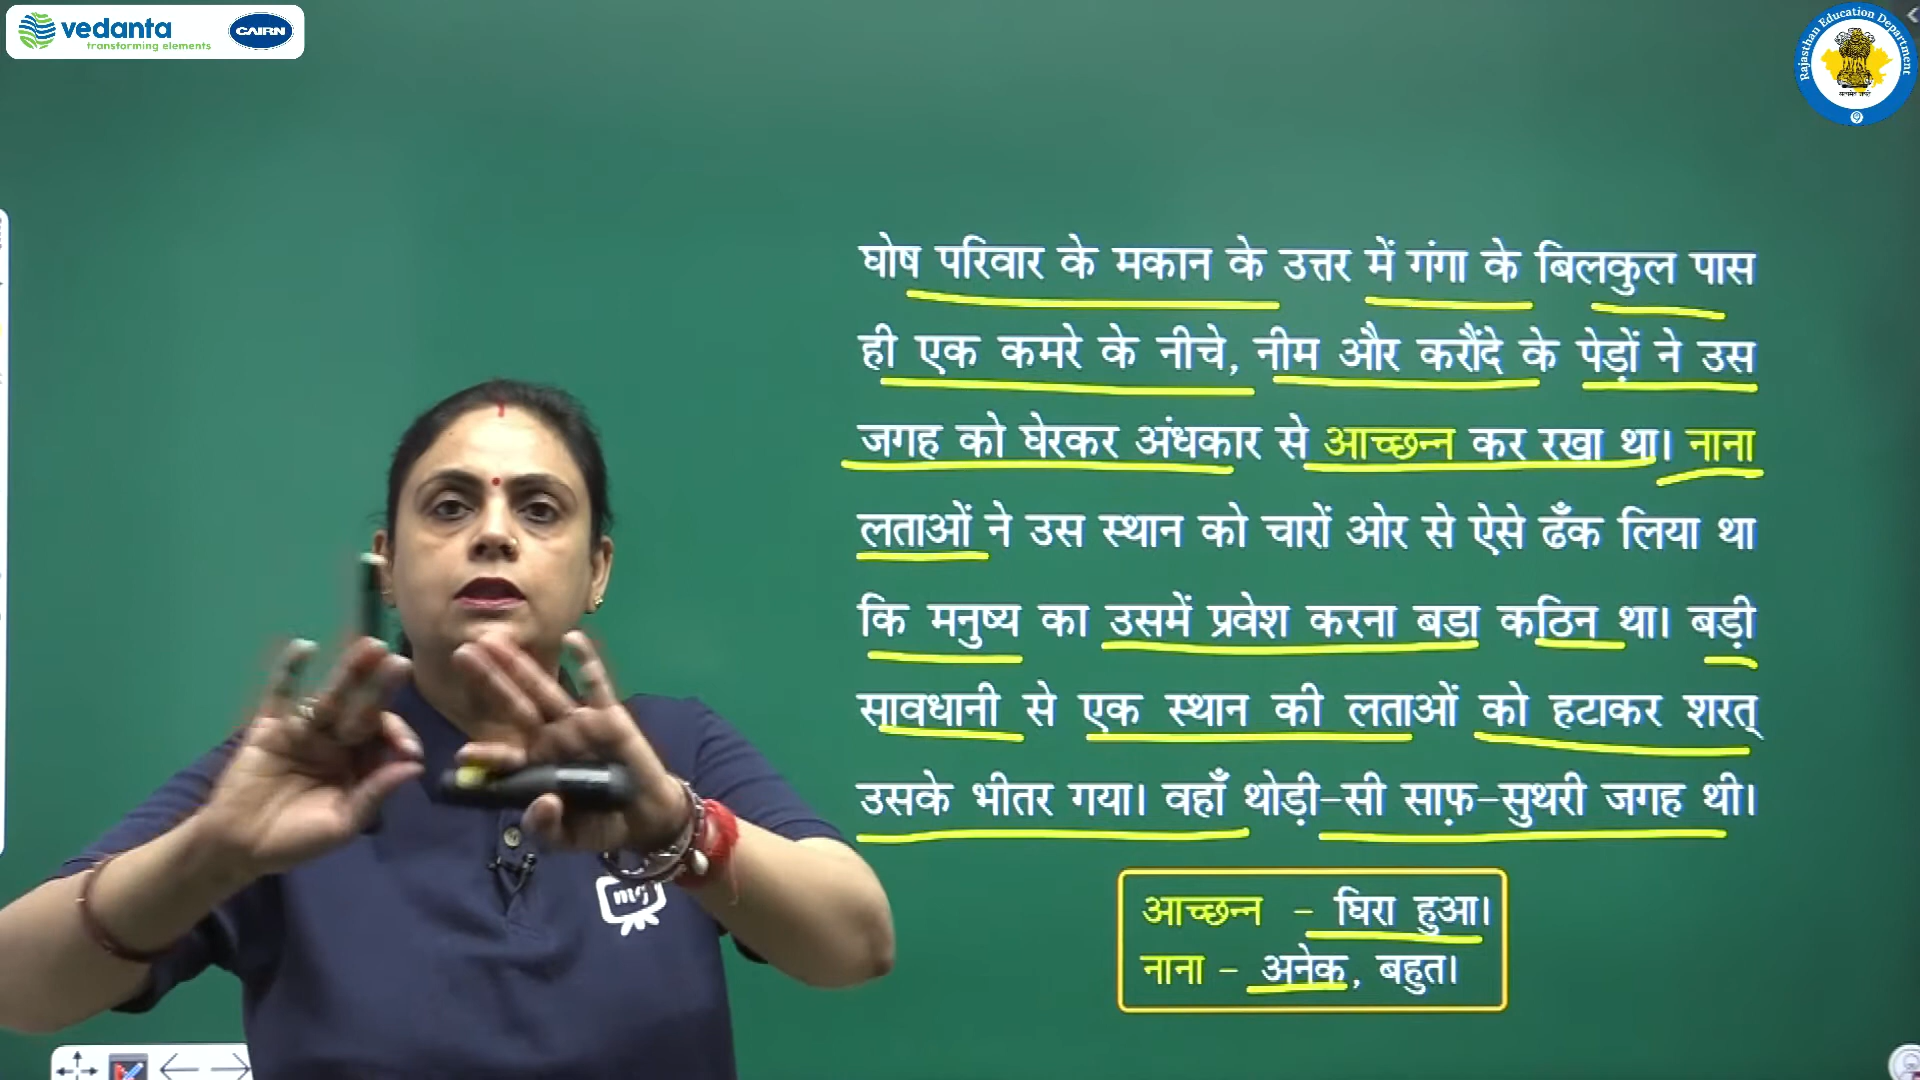 vedanta
transforming elements
CAIRN
Rajasthan Education Department
घोष परिवार के मकान के उत्तर में गंगा के बिलकुल पास
ही एक कमरे के नीचे, नीम और करौंदे के पेड़ों ने उस
जगह को घेरकर अंधकार से आच्छन्न कर रखा था। नाना
लताओं ने उस स्थान को चारों ओर से ऐसे ढँक लिया था
कि मनुष्य का उसमें प्रवेश करना बड़ा कठिन था। बड़ी
सावधानी से एक स्थान की लताओं को हटाकर शरत्
उसके भीतर गया। वहाँ थोड़ी-सी साफ़-सुथरी जगह थी।
आच्छन्न - घिरा हुआ।
नाना - अनेक, बहुत।
mg